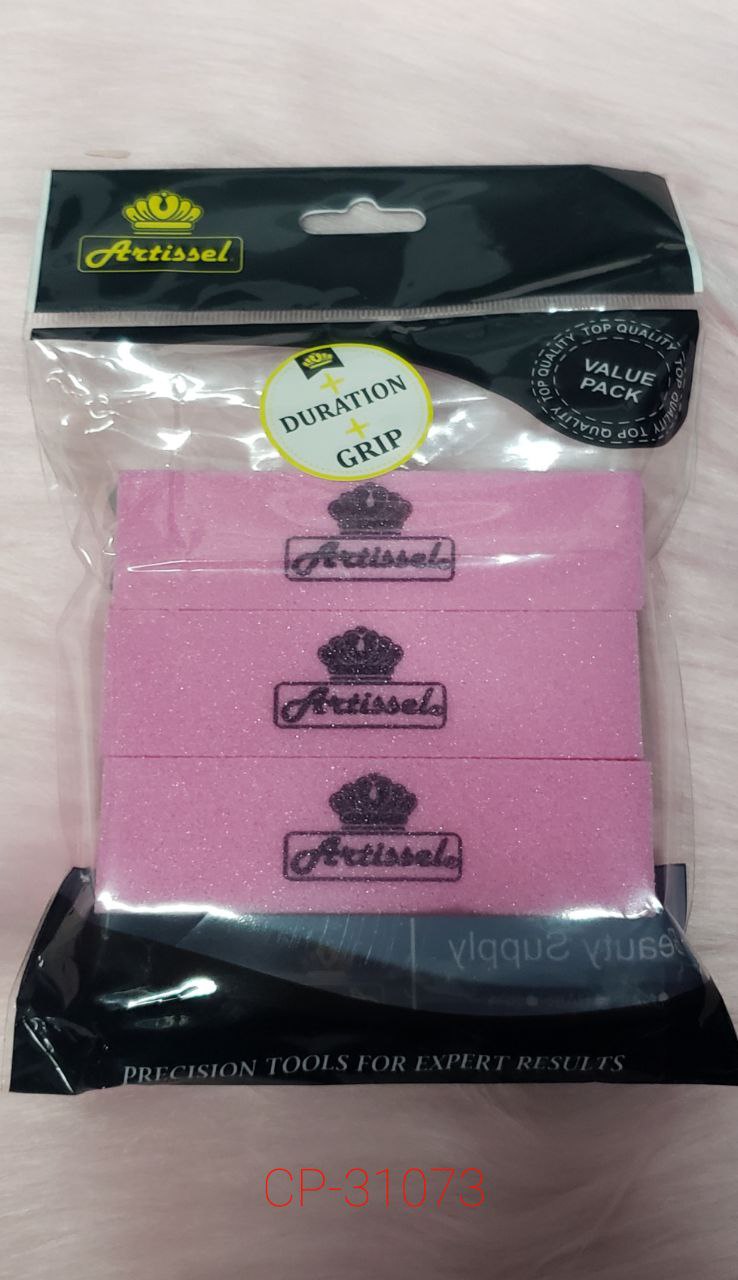 Artissel
TOP QUALITY TOP QUALITY TOP QUALITY TOP QUALITY
VALUE
PACK
+
DURATION
+
GRIP
Artissel
Artissel
Artissel
Beauty Supply
PRECISION TOOLS FOR EXPERT RESULTS
CP-31073